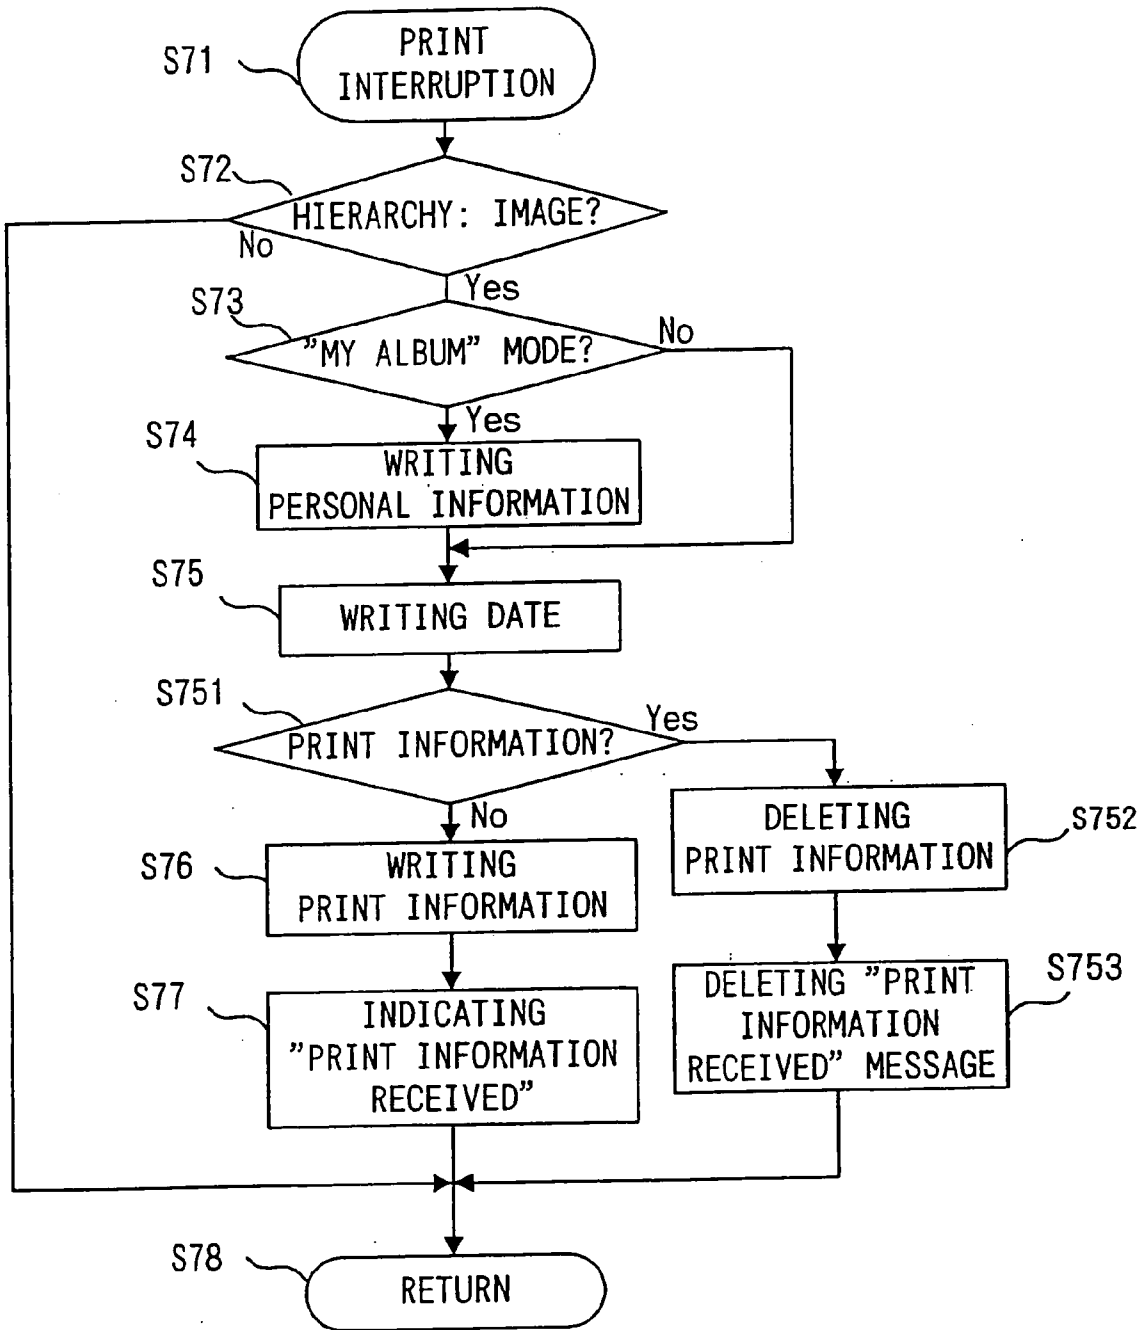 S71
PRINT
INTERRUPTION
S72
HIERARCHY: IMAGE?
No
Yes
S73
”MY ALBUM” MODE?
No
Yes
S74
WRITING
PERSONAL INFORMATION
S75
WRITING DATE
S751
PRINT INFORMATION?
Yes
No
S76
WRITING
PRINT INFORMATION
DELETING
PRINT INFORMATION
S752
S77
INDICATING
”PRINT INFORMATION
RECEIVED”
DELETING ”PRINT
INFORMATION
RECEIVED” MESSAGE
S753
S78
RETURN